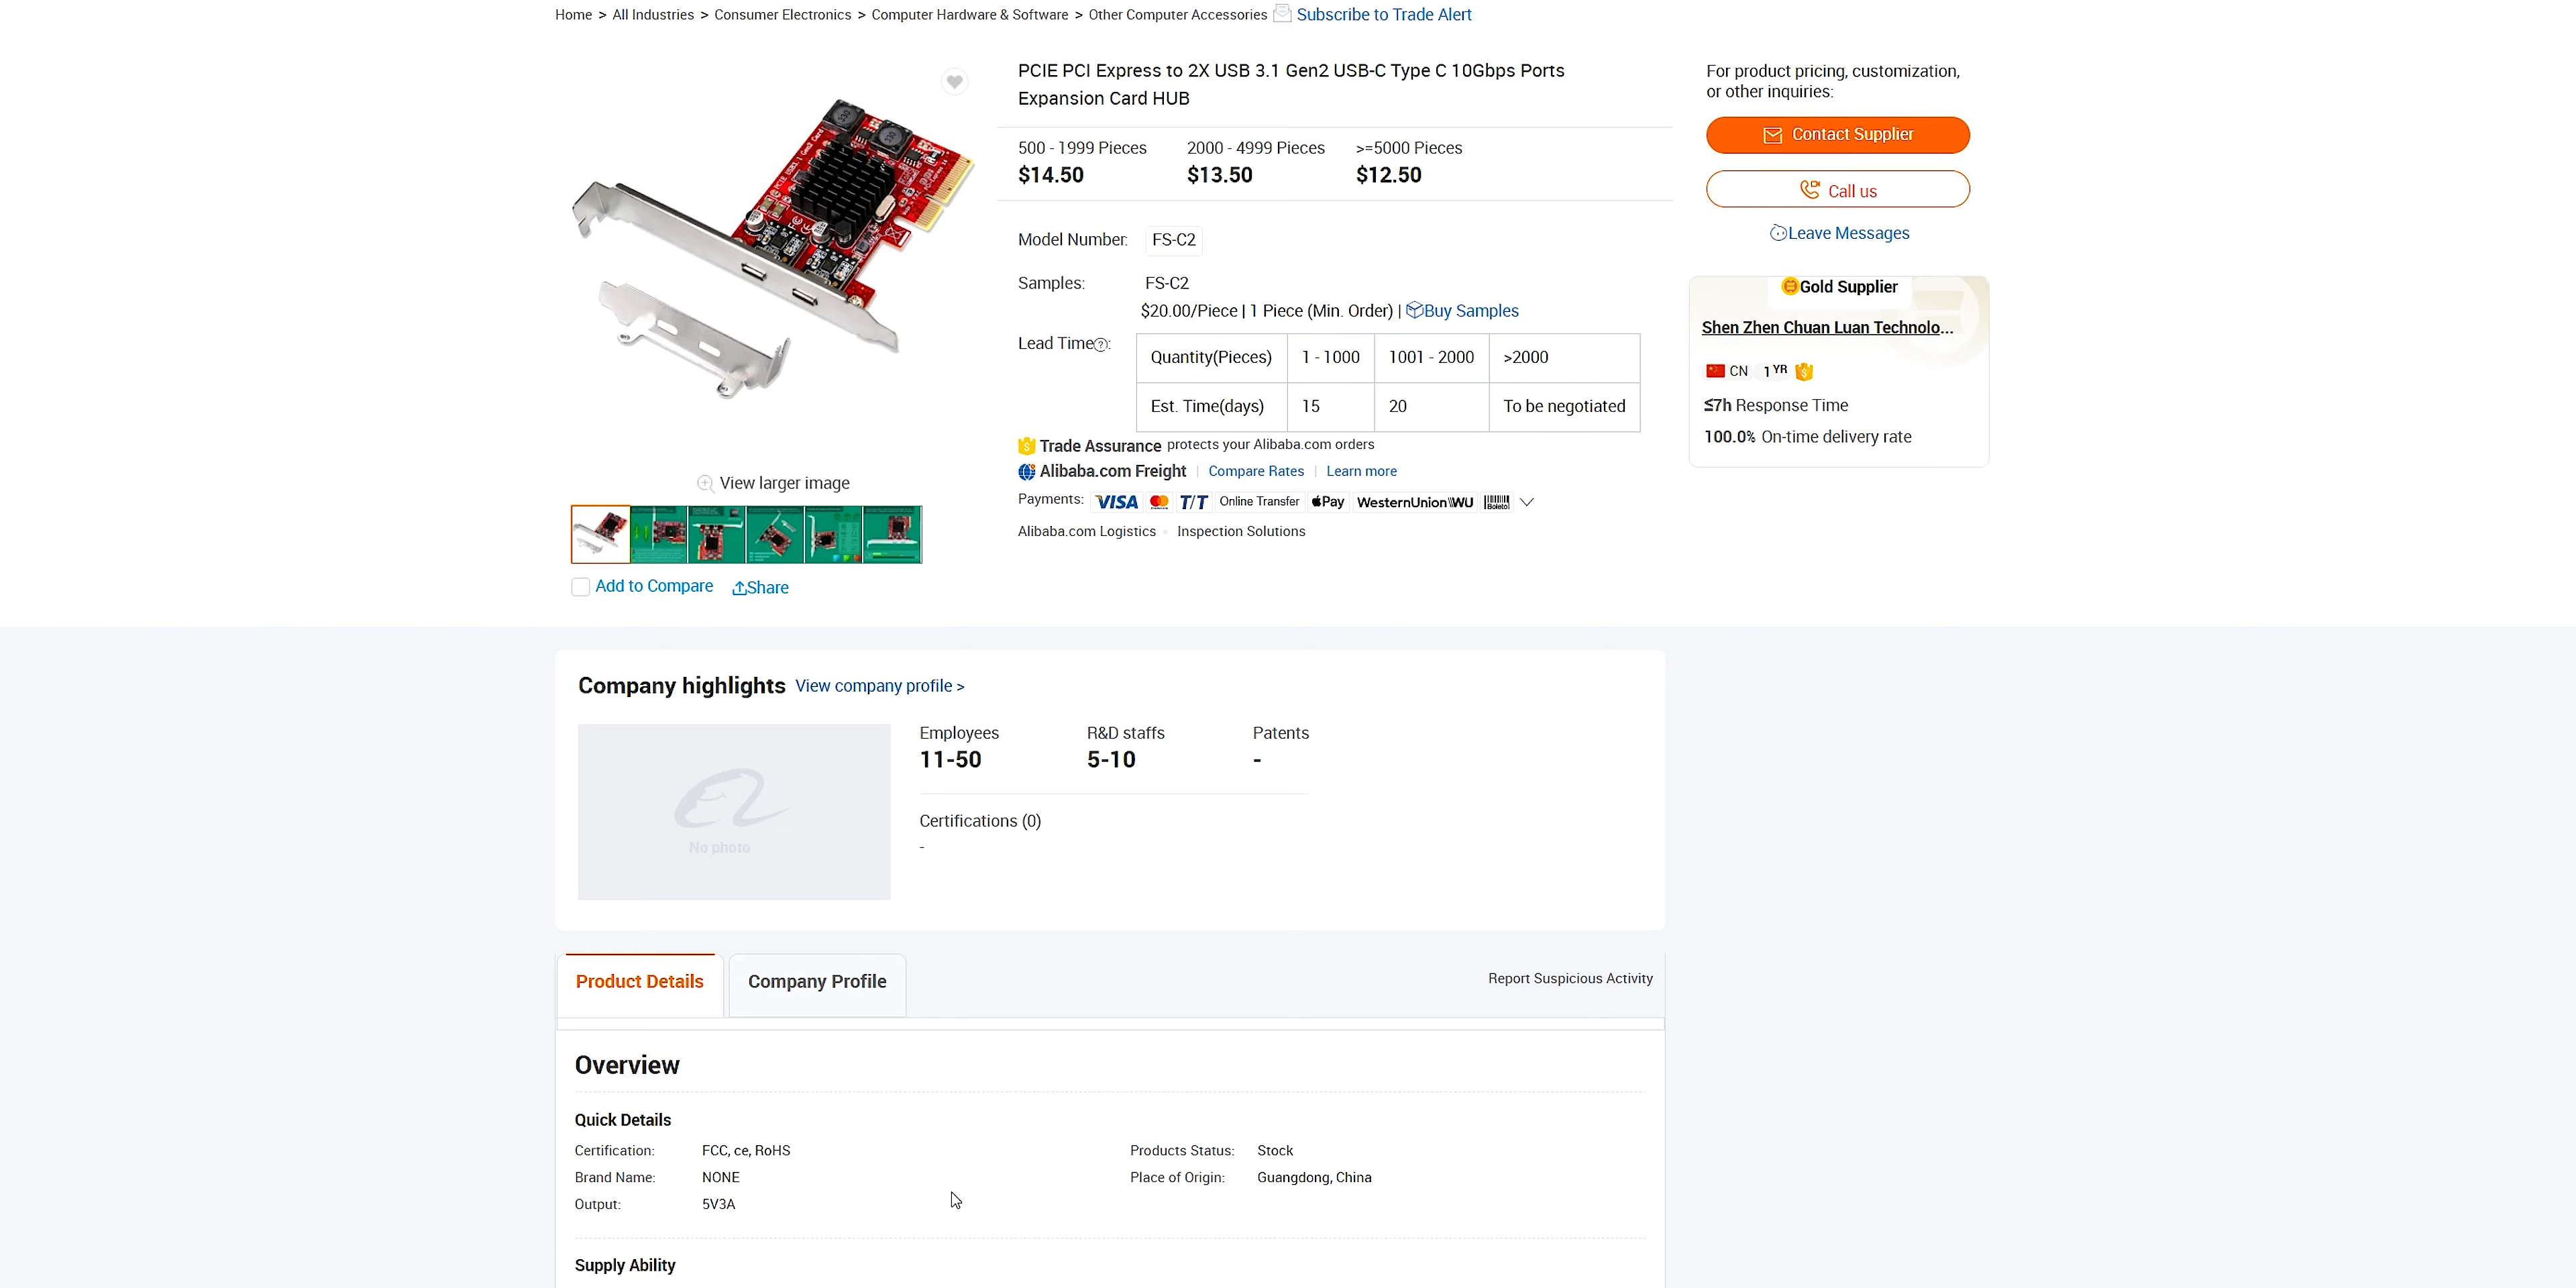 Home > All Industries > Consumer Electronics > Computer Hardware & Software > Other Computer Accessories Subscribe to Trade Alert
PCIE PCI Express to 2X USB 3.1 Gen2 USB-C Type C 10Gbps Ports
Expansion Card HUB
500 - 1999 Pieces 2000 - 4999 Pieces >=5000 Pieces
$14.50 $13.50 $12.50
Model Number: FS-C2
Samples: FS-C2
$20.00/Piece | 1 Piece (Min. Order) | Buy Samples
Lead Time?:
Quantity(Pieces) 1 - 1000 1001 - 2000 >2000
Est. Time(days) 15 20 To be negotiated
Trade Assurance protects your Alibaba.com orders
Alibaba.com Freight | Compare Rates | Learn more
Payments: VISA T/T Online Transfer Pay WesternUnion WU Boleto
Alibaba.com Logistics Inspection Solutions
For product pricing, customization,
or other inquiries:
Contact Supplier
Call us
Leave Messages
Gold Supplier
Shen Zhen Chuan Luan Technolo...
CN 1 YR
≤7h Response Time
100.0% On-time delivery rate
330
330
PCIE USB3.1 Gen2 Card
View larger image
Add to Compare Share
Company highlights View company profile >
No photo
Employees R&D staffs Patents
11-50 5-10 -
Certifications (0)
-
Product Details Company Profile Report Suspicious Activity
Overview
Quick Details
Certification: FCC, ce, RoHS Products Status: Stock
Brand Name: NONE Place of Origin: Guangdong, China
Output: 5V3A
Supply Ability